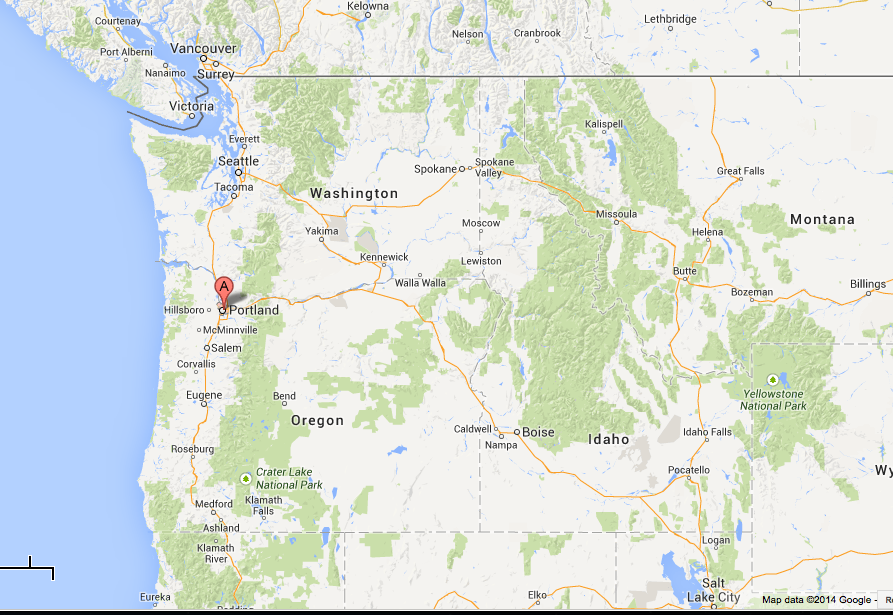 Kelowna
Courtenay
Lethbridge
Nelson
Cranbrook
Port Alberni
Vancouver
Nanaimo
Surrey
Victoria
Kalispell
Everett
Seattle
Spokane
Spokane
Valley
Great Falls
Tacoma
Washington
Missoula
Montana
Moscow
Yakima
Helena
Kennewick
Lewiston
Butte
Walla Walla
Billings
A
Bozeman
Hillsboro
Portland
McMinnville
Salem
Corvallis
Yellowstone
National Park
Eugene
Bend
Oregon
Caldwell
Boise
Nampa
Idaho
Idaho Falls
Roseburg
Crater Lake
National Park
Pocatello
Wy
Medford
Klamath
Falls
Ashland
Klamath
River
Logan
Eureka
Elko
Salt
Lake City
Redding
Map data ©2014 Google -